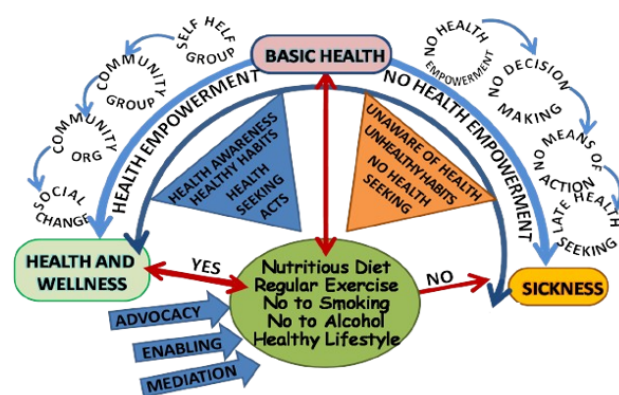 SELF HELF
GROUP
COMMUNITY
GROUP
COMMUNITY
ORG
SOCIAL
CHANGE
HEALTH EMPOWERMENT
BASIC HEALTH
NO HEALTH EMPOWERMENT
NO HEALTH
EMPOWERMENT
NO DECISION
MAKING
NO MEANS OF
ACTION
LATE HEALTH
SEEKING
HEALTH AWARENESS
HEALTHY HABITS
HEALTH
SEEKING
ACTS
UNAWARE OF HEALTH
UNHEALTHY HABITS
NO HEALTH
SEEKING
HEALTH AND
WELLNESS
YES
Nutritious Diet
Regular Exercise
No to Smoking
No to Alcohol
Healthy Lifestyle
NO
SICKNESS
ADVOCACY
ENABLING
MEDIATION